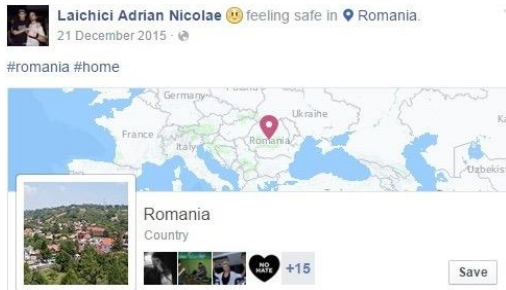 Laichici Adrian Nicolae feeling safe in Romania.
21 December 2015 ·
#romania #home
Germany
Ukraine
France
Italy
Romania
Uzbekis
Romania
Country
NO
HATE
+15
Save